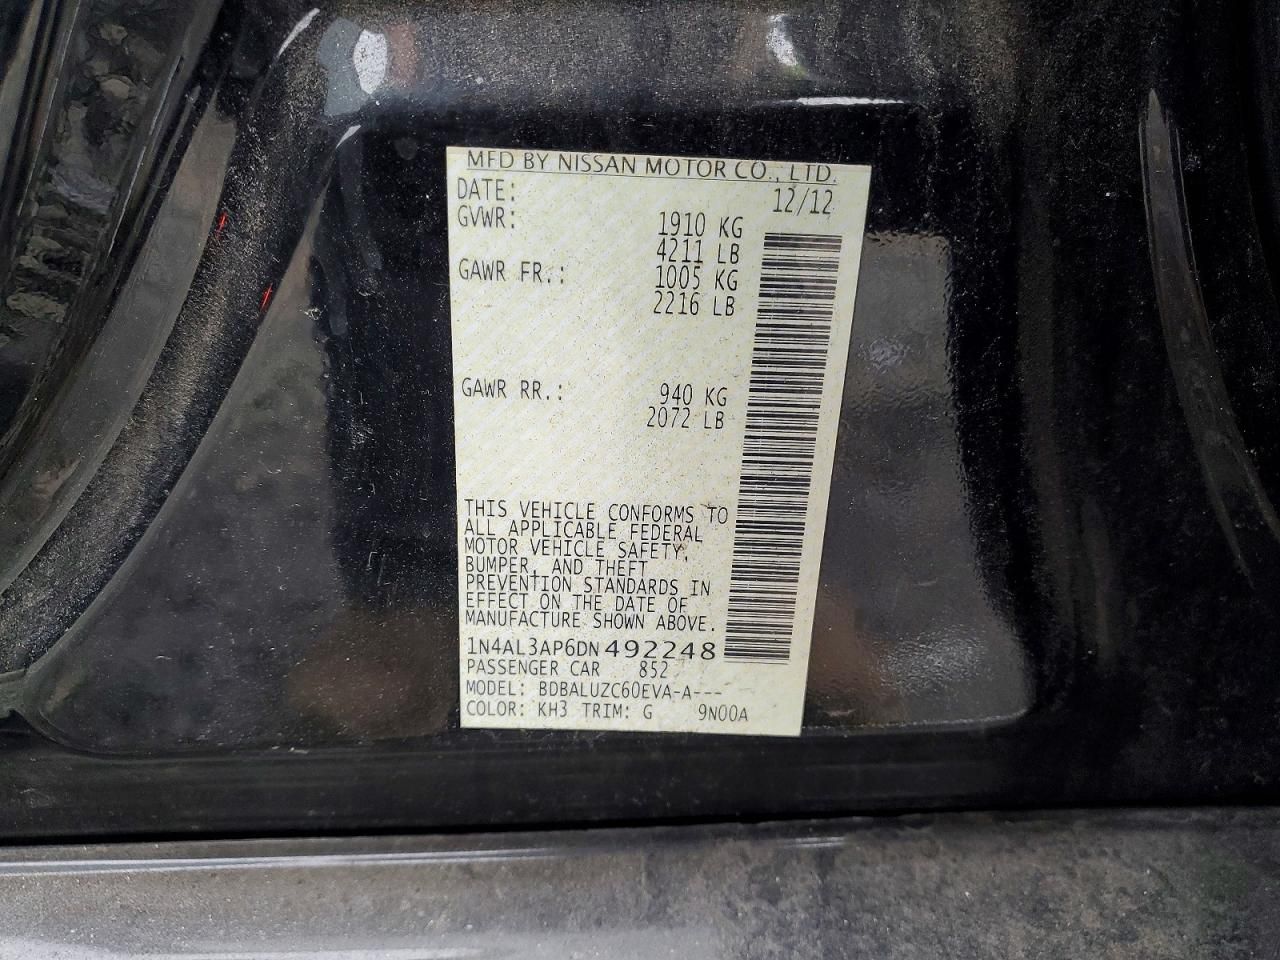 MFD BY NISSAN MOTOR CO., LTD.
DATE: 12/12
GVWR: 1910 KG
4211 LB
GAWR FR.: 1005 KG
2216 LB
GAWR RR.: 940 KG
2072 LB
THIS VEHICLE CONFORMS TO
ALL APPLICABLE FEDERAL
MOTOR VEHICLE SAFETY,
BUMPER, AND THEFT
PREVENTION STANDARDS IN
EFFECT ON THE DATE OF
MANUFACTURE SHOWN ABOVE.
1N4AL3AP6DN492248
PASSENGER CAR 852
MODEL: BDBALUZC60EVA-A---
COLOR: KH3 TRIM: G 9N00A